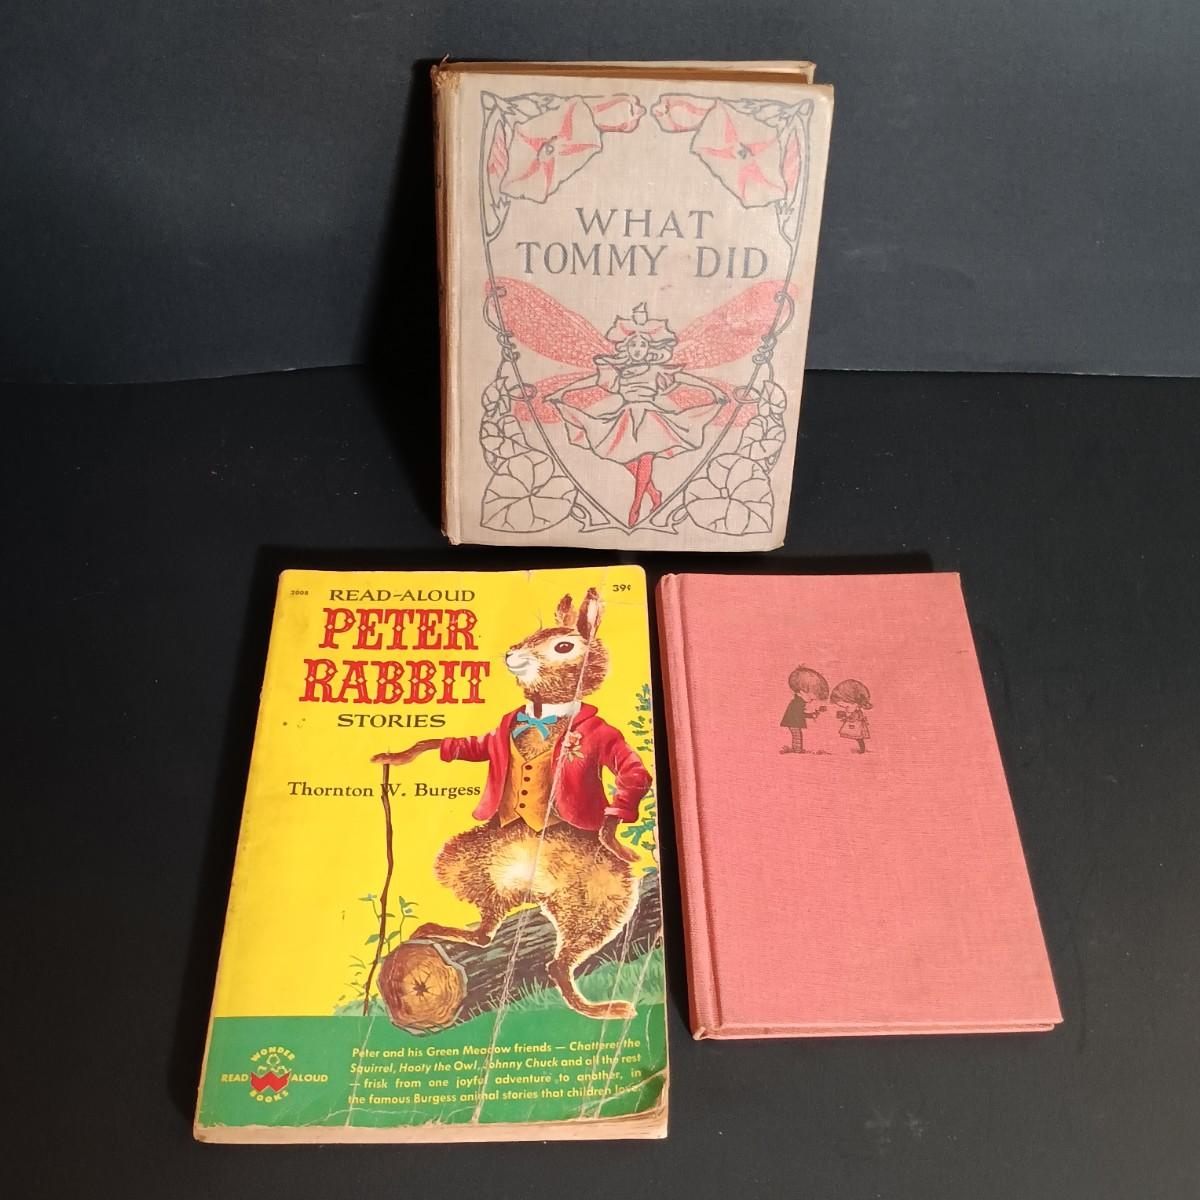 WHAT
TOMMY DID
2008
READ-ALOUD
39¢
PETER
RABBIT
STORIES
Thornton W. Burgess
WONDER
READ ALOUD
BOOKS
Peter and his Green Meadow friends — Chatterer the
Squirrel, Hooty the Owl, Johnny Chuck and all the rest
— frisk from one joyful adventure to another, in
the famous Burgess animal stories that children love.